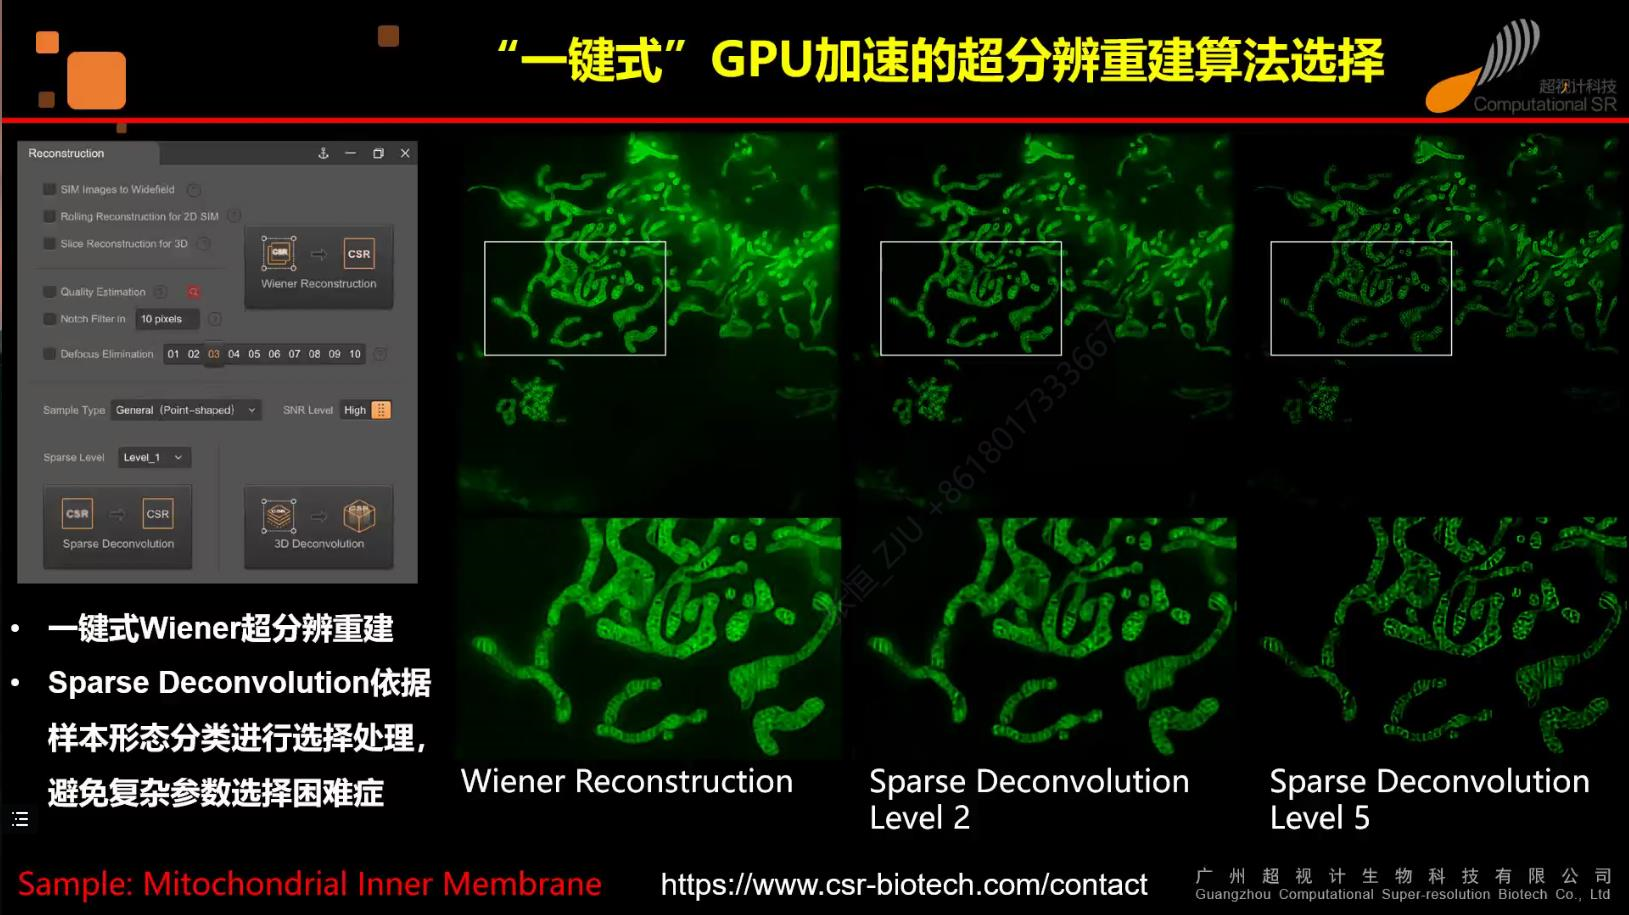 “一键式”GPU加速的超分辨重建算法选择
超视计科技
Computational SR
Reconstruction
SIM Images to Widefield
Rolling Reconstruction for 2D SIM
Slice Reconstruction for 3D
CSR
Wiener Reconstruction
Quality Estimation
Notch Filter in 10 pixels
Defocus Elimination 01 02 03 04 05 06 07 08 09 10
Sample Type General (Point-shaped) SNR Level High
Sparse Level Level_1
CSR CSR
Sparse Deconvolution
3D Deconvolution
• 一键式Wiener超分辨重建
• Sparse Deconvolution依据
样本形态分类进行选择处理，
避免复杂参数选择困难症
Wiener Reconstruction
Sparse Deconvolution
Level 2
Sparse Deconvolution
Level 5
恒_ZJU +8618017333667
Sample: Mitochondrial Inner Membrane
https://www.csr-biotech.com/contact
广州超视计生物科技有限公司
Guangzhou Computational Super-resolution Biotech Co., Ltd